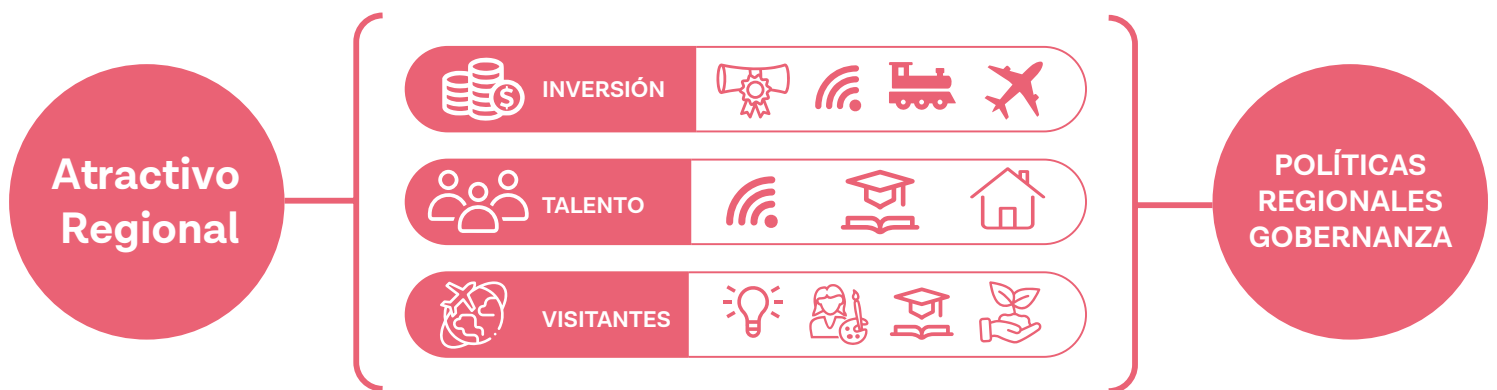 Atractivo
Regional
INVERSIÓN
TALENTO
VISITANTES
POLÍTICAS
REGIONALES
GOBERNANZA